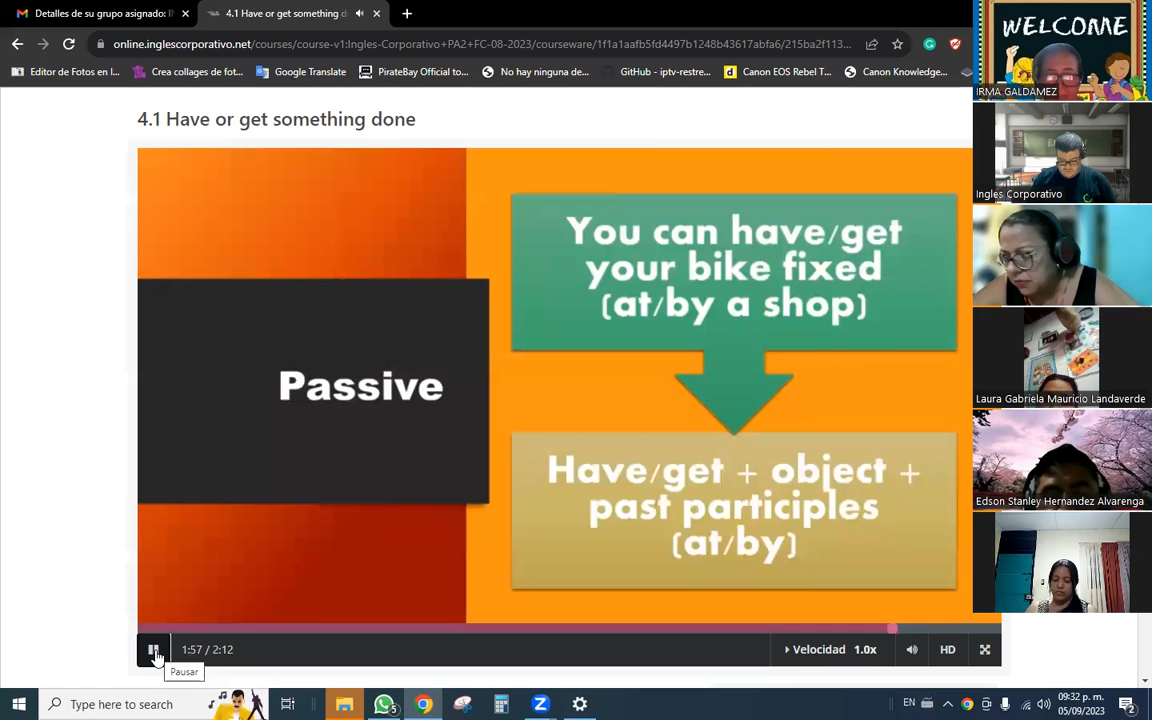 Detalles de su grupo asignado: I
4.1 Have or get something d
online.inglescorporativo.net/courses/course-v1:Ingles-Corporativo+PA2+FC-08-2023/courseware/1f1a1aafb5fd4497b1248b43617abfa6/215ba2f113...
Editor de Fotos en I...
Crea collages de fot...
Google Translate
PirateBay Official to...
No hay ninguna de...
GitHub - iptv-restre...
Canon EOS Rebel T...
Canon Knowledge...
WELCOME
IRMA GALDAMEZ
Ingles Corporativo
Laura Gabriela Mauricio Landaverde
Edson Stanley Hernandez Alvarenga
4.1 Have or get something done
Passive
You can have/get
your bike fixed
(at/by a shop)
Have/get + object +
past participles
(at/by)
1:57 / 2:12
Velocidad 1.0x
HD
Pausar
Type here to search
5
EN
09:32 p. m.
05/09/2023
2